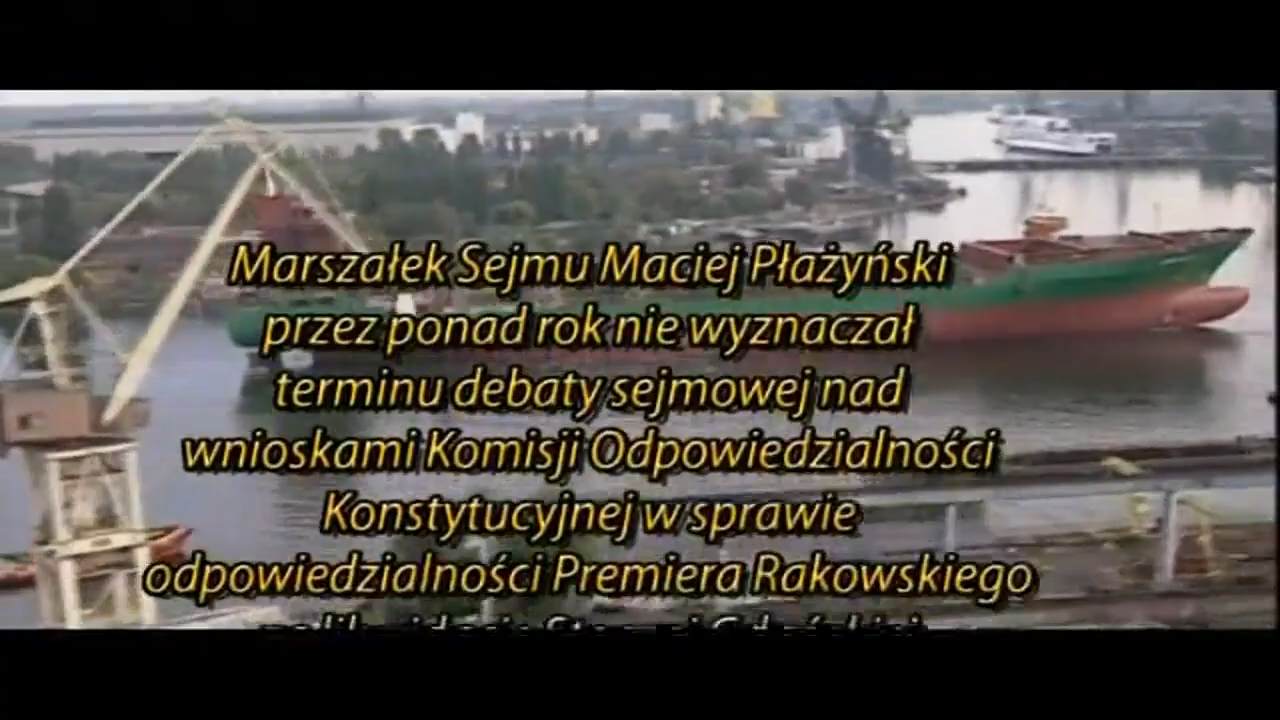 Marszałek Sejmu Maciej Płażyński
przez ponad rok nie wyznaczał
terminu debaty sejmowej nad
wnioskami Komisji Odpowiedzialności
Konstytucyjnej w sprawie
odpowiedzialności Premiera Rakowskiego